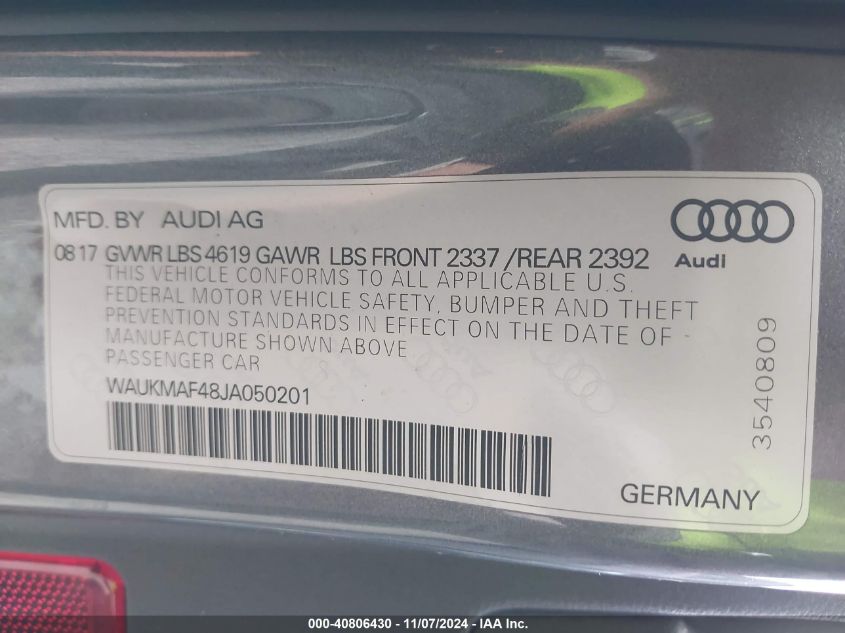 MFD. BY AUDI AG
08 17 GVWR LBS 4619 GAWR LBS FRONT 2337 /REAR 2392
Audi
THIS VEHICLE CONFORMS TO ALL APPLICABLE U.S.
FEDERAL MOTOR VEHICLE SAFETY, BUMPER AND THEFT
PREVENTION STANDARDS IN EFFECT ON THE DATE OF
MANUFACTURE SHOWN ABOVE
PASSENGER CAR
WAUKMAF48JA050201
3540809
GERMANY
000-40806430 - 11/07/2024 - IAA Inc.